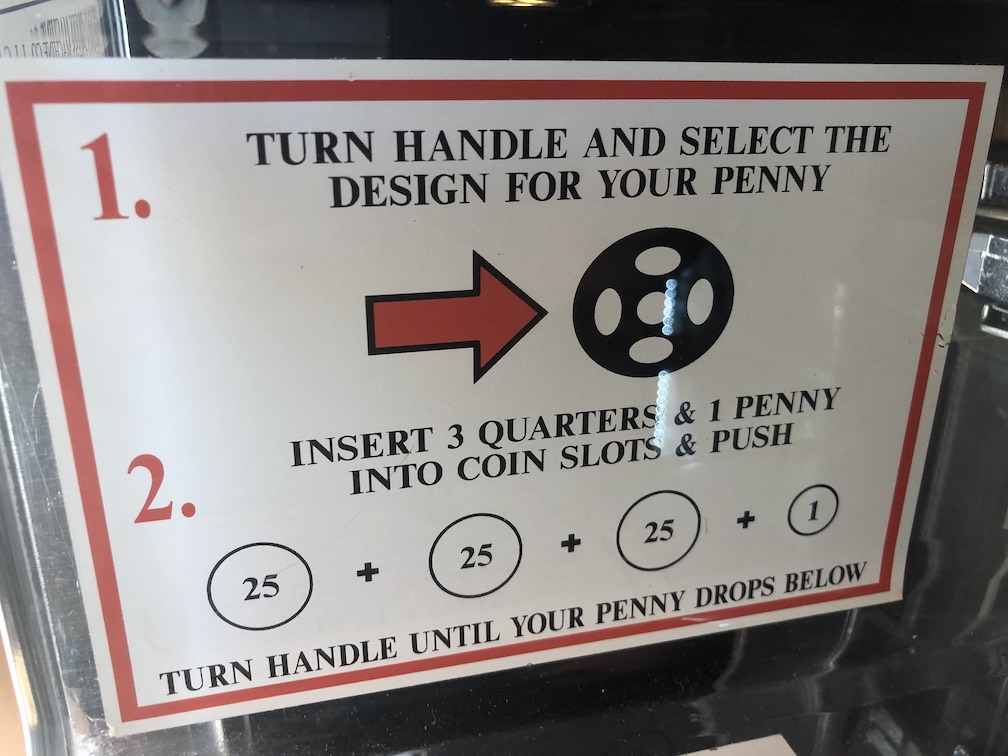 1.
TURN HANDLE AND SELECT THE
DESIGN FOR YOUR PENNY
2.
INSERT 3 QUARTERS & 1 PENNY
INTO COIN SLOTS & PUSH
25 + 25 + 25 + 1
TURN HANDLE UNTIL YOUR PENNY DROPS BELOW